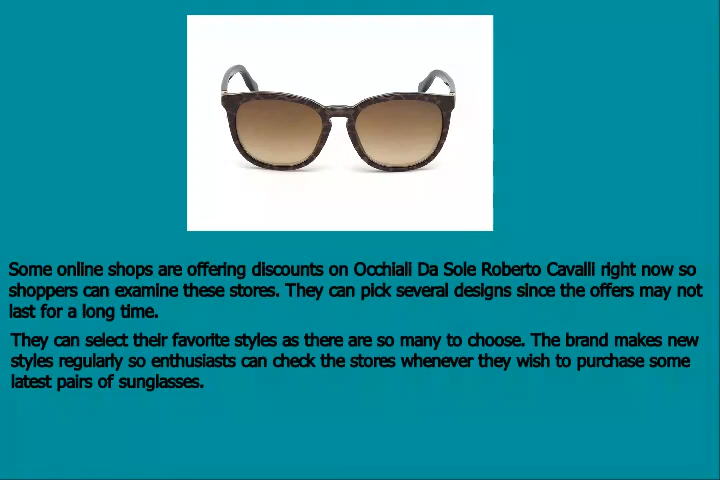 Some online shops are offering discounts on Occhiali Da Sole Roberto Cavalli right now so
shoppers can examine these stores. They can pick several designs since the offers may not
last for a long time.
They can select their favorite styles as there are so many to choose. The brand makes new
styles regularly so enthusiasts can check the stores whenever they wish to purchase some
latest pairs of sunglasses.